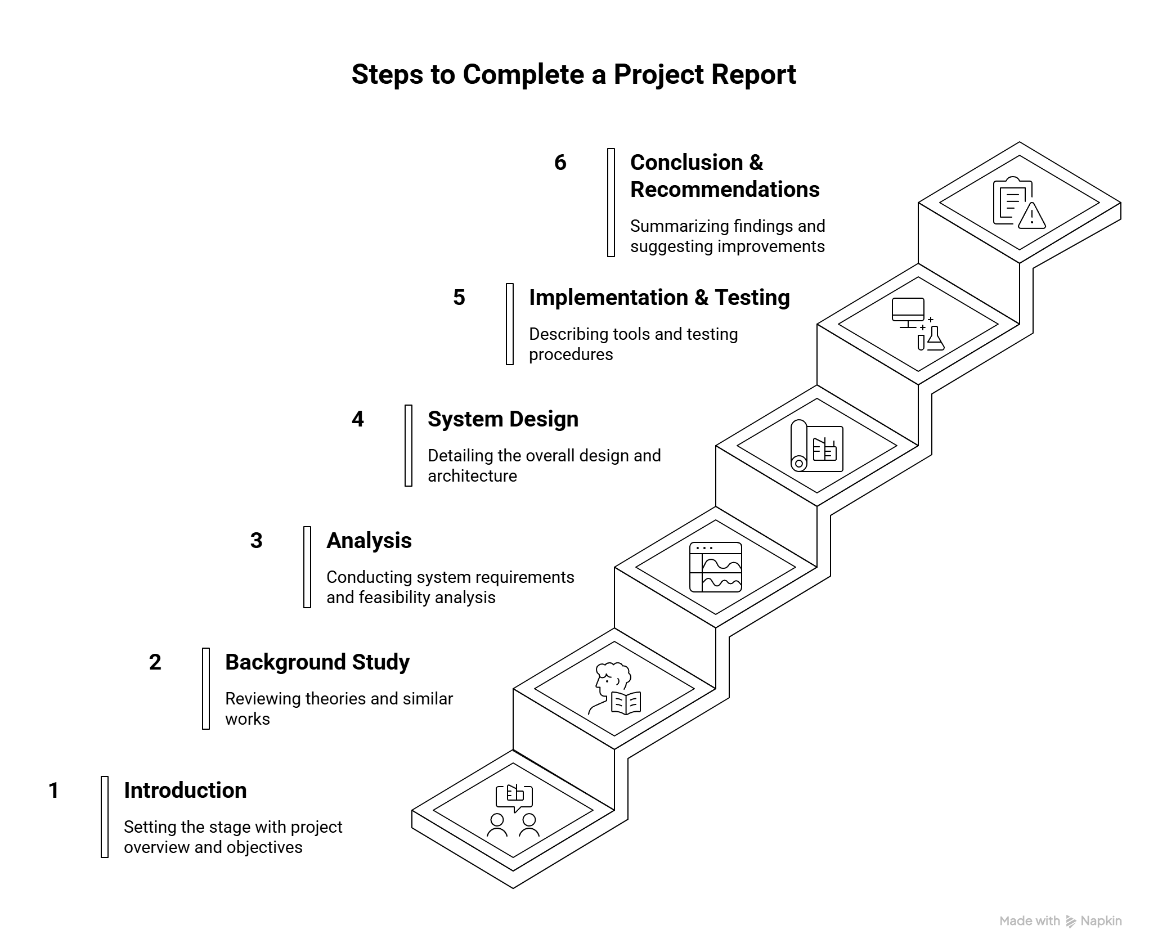 Steps to Complete a Project Report
6
Conclusion &
Recommendations
Summarizing findings and
suggesting improvements
5
Implementation & Testing
Describing tools and testing
procedures
4
System Design
Detailing the overall design and
architecture
3
Analysis
Conducting system requirements
and feasibility analysis
2
Background Study
Reviewing theories and similar
works
1
Introduction
Setting the stage with project
overview and objectives
Made with Napkin